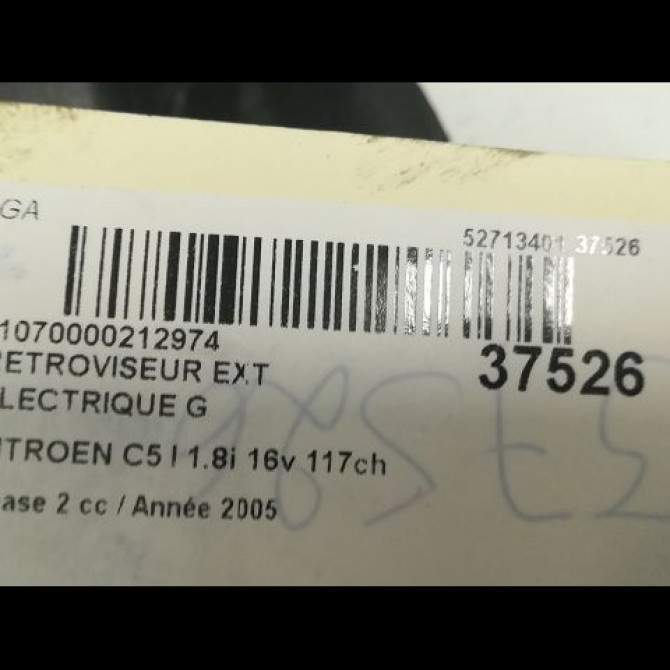 GA
52713401 37526
1070000212974
RETROVISEUR EXT
37526
LECTRIQUE G
ITROEN C5 I 1.8i 16v 117ch
ase 2 cc / Année 2005